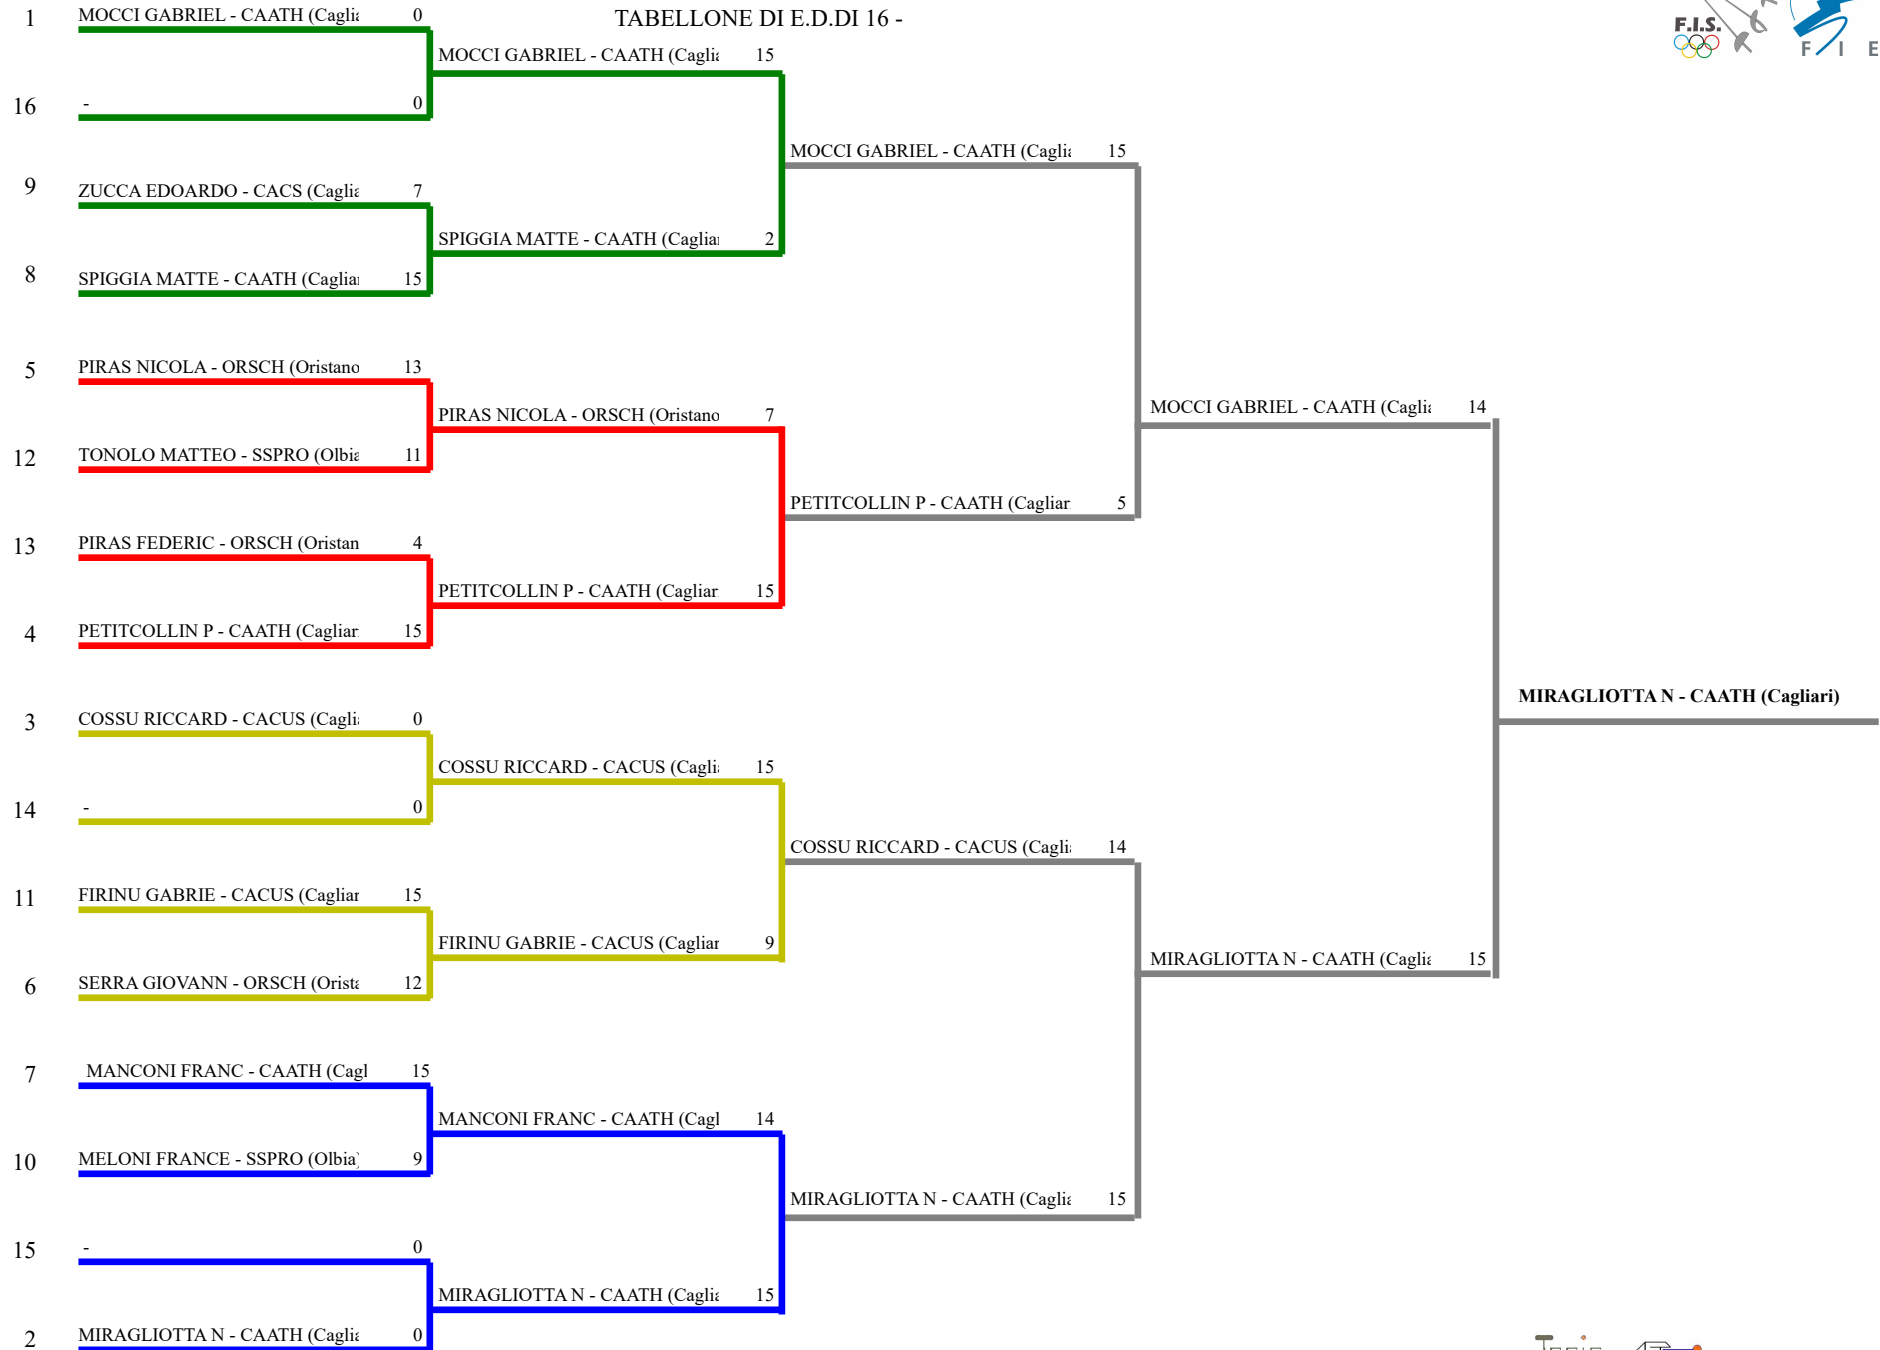 1 MOCCI GABRIEL - CAATH (Caglia 0
TABELLONE DI E.D.DI 16 -
F.I.S.
F I E
MOCCI GABRIEL - CAATH (Caglia 15
16 - 0
MOCCI GABRIEL - CAATH (Caglia 15
9 ZUCCA EDOARDO - CACS (Caglia 7
SPIGGIA MATTE - CAATH (Cagliar 2
8 SPIGGIA MATTE - CAATH (Cagliar 15
5 PIRAS NICOLA - ORSCH (Oristano 13
PIRAS NICOLA - ORSCH (Oristano 7
MOCCI GABRIEL - CAATH (Caglia 14
12 TONOLO MATTEO - SSPRO (Olbia 11
PETITCOLLIN P - CAATH (Cagliar 5
13 PIRAS FEDERIC - ORSCH (Oristan 4
PETITCOLLIN P - CAATH (Cagliar 15
4 PETITCOLLIN P - CAATH (Cagliar 15
MIRAGLIOTTA N - CAATH (Cagliari)
3 COSSU RICCARD - CACUS (Cagli 0
COSSU RICCARD - CACUS (Cagli 15
14 - 0
COSSU RICCARD - CACUS (Cagli 14
11 FIRINU GABRIE - CACUS (Cagliar 15
FIRINU GABRIE - CACUS (Cagliar 9
MIRAGLIOTTA N - CAATH (Caglia 15
6 SERRA GIOVANN - ORSCH (Orista 12
7 MANCONI FRANC - CAATH (Cagl 15
MANCONI FRANC - CAATH (Cagl 14
10 MELONI FRANCE - SSPRO (Olbia) 9
MIRAGLIOTTA N - CAATH (Caglia 15
15 - 0
MIRAGLIOTTA N - CAATH (Caglia 15
2 MIRAGLIOTTA N - CAATH (Caglia 0